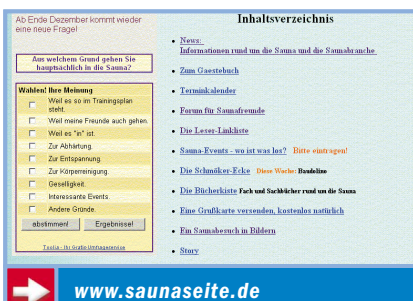 Ab Ende Dezember kommt wieder
eine neue Frage!
Aus welchem Grund gehen Sie
hauptsächlich in die Sauna?
Wählen! Ihre Meinung
Weil es so im Trainingsplan
steht.
Weil meine Freunde auch gehen.
Weil es "in" ist.
Zur Abhärtung.
Zur Entspannung.
Zur Körperreinigung.
Geselligkeit.
Interessante Events.
Andere Gründe.
abstimmen! Ergebnisse!
Toolia - Ihr Gratis-Umfrageservice
Inhaltsverzeichnis
News:
Informationen rund um die Sauna und die Saunabranche
Zum Gaestebuch
Terminkalender
Forum für Saunafreunde
Die Leser-Linkliste
Sauna-Events - wo ist was los? Bitte eintragen!
Die Schmöker-Ecke Diese Woche: Baudelino
Die Bücherkiste Fach und Sachbücher rund um die Sauna
Eine Grußkarte versenden, kostenlos natürlich
Ein Saunabesuch in Bildern
Story
www.saunaseite.de